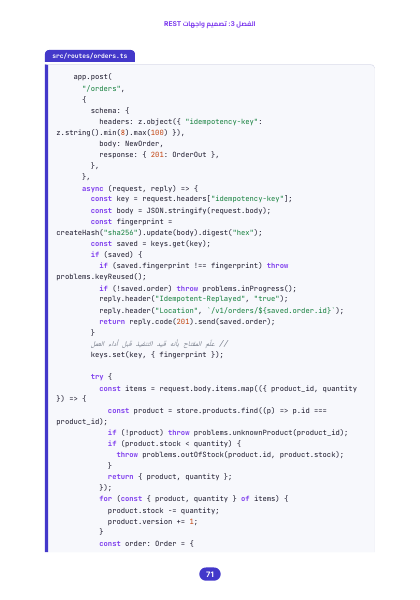 الفصل 3: تصميم واجهات REST
src/routes/orders.ts
app.post(
"/orders",
{
schema: {
headers: z.object({ "idempotency-key":
z.string().min(8).max(100) }),
body: NewOrder,
response: { 201: OrderOut },
},
},
async (request, reply) => {
const key = request.headers["idempotency-key"];
const body = JSON.stringify(request.body);
const fingerprint =
createHash("sha256").update(body).digest("hex");
const saved = keys.get(key);
if (saved) {
if (saved.fingerprint !== fingerprint) throw
problems.keyReused();
if (!saved.order) throw problems.inProgress();
reply.header("Idempotent-Replayed", "true");
reply.header("Location", `/v1/orders/${saved.order.id}`);
return reply.code(201).send(saved.order);
}
// علّم المفتاح بأنه قيد التنفيذ قبل أداء العمل
keys.set(key, { fingerprint });
try {
const items = request.body.items.map(({ product_id, quantity
}) => {
const product = store.products.find((p) => p.id ===
product_id);
if (!product) throw problems.unknownProduct(product_id);
if (product.stock < quantity) {
throw problems.outOfStock(product.id, product.stock);
}
return { product, quantity };
});
for (const { product, quantity } of items) {
product.stock -= quantity;
product.version += 1;
}
const order: Order = {
71